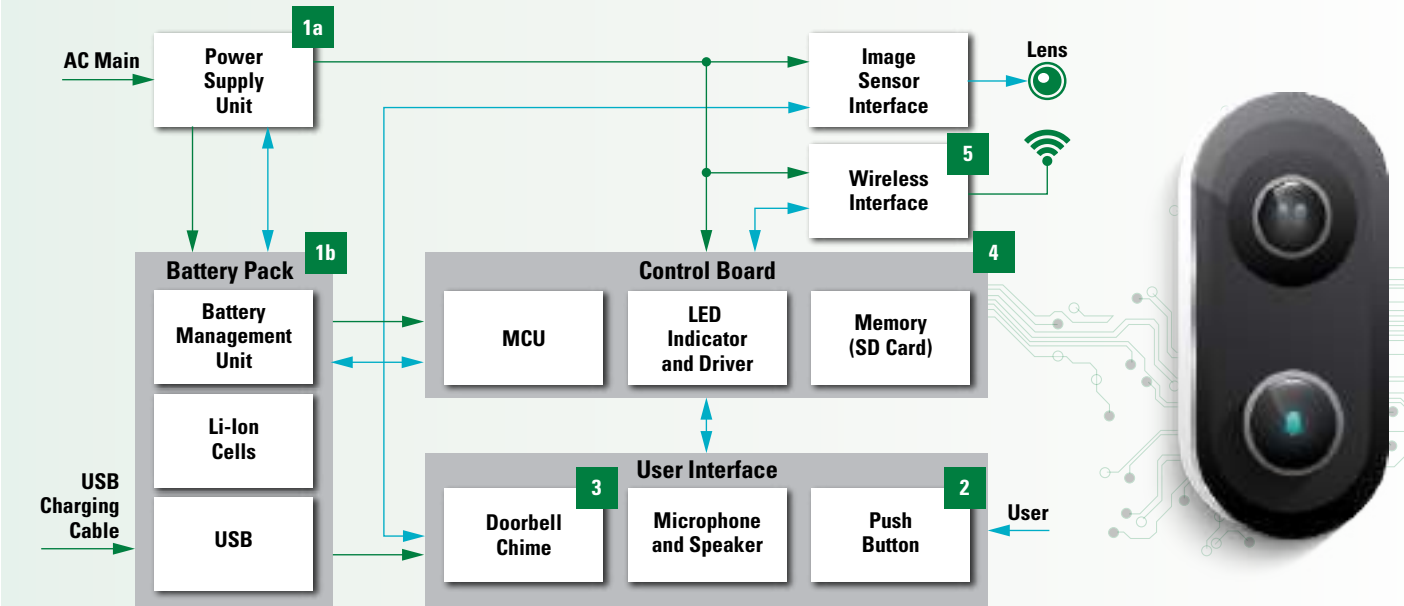 1a
AC Main
Power
Supply
Unit
Image
Sensor
Interface
Lens
5
Wireless
Interface
1b
Battery Pack
Battery
Management
Unit
Li-Ion
Cells
USB
USB
Charging
Cable
4
Control Board
MCU
LED
Indicator
and Driver
Memory
(SD Card)
User Interface
3
Doorbell
Chime
Microphone
and Speaker
2
Push
Button
User